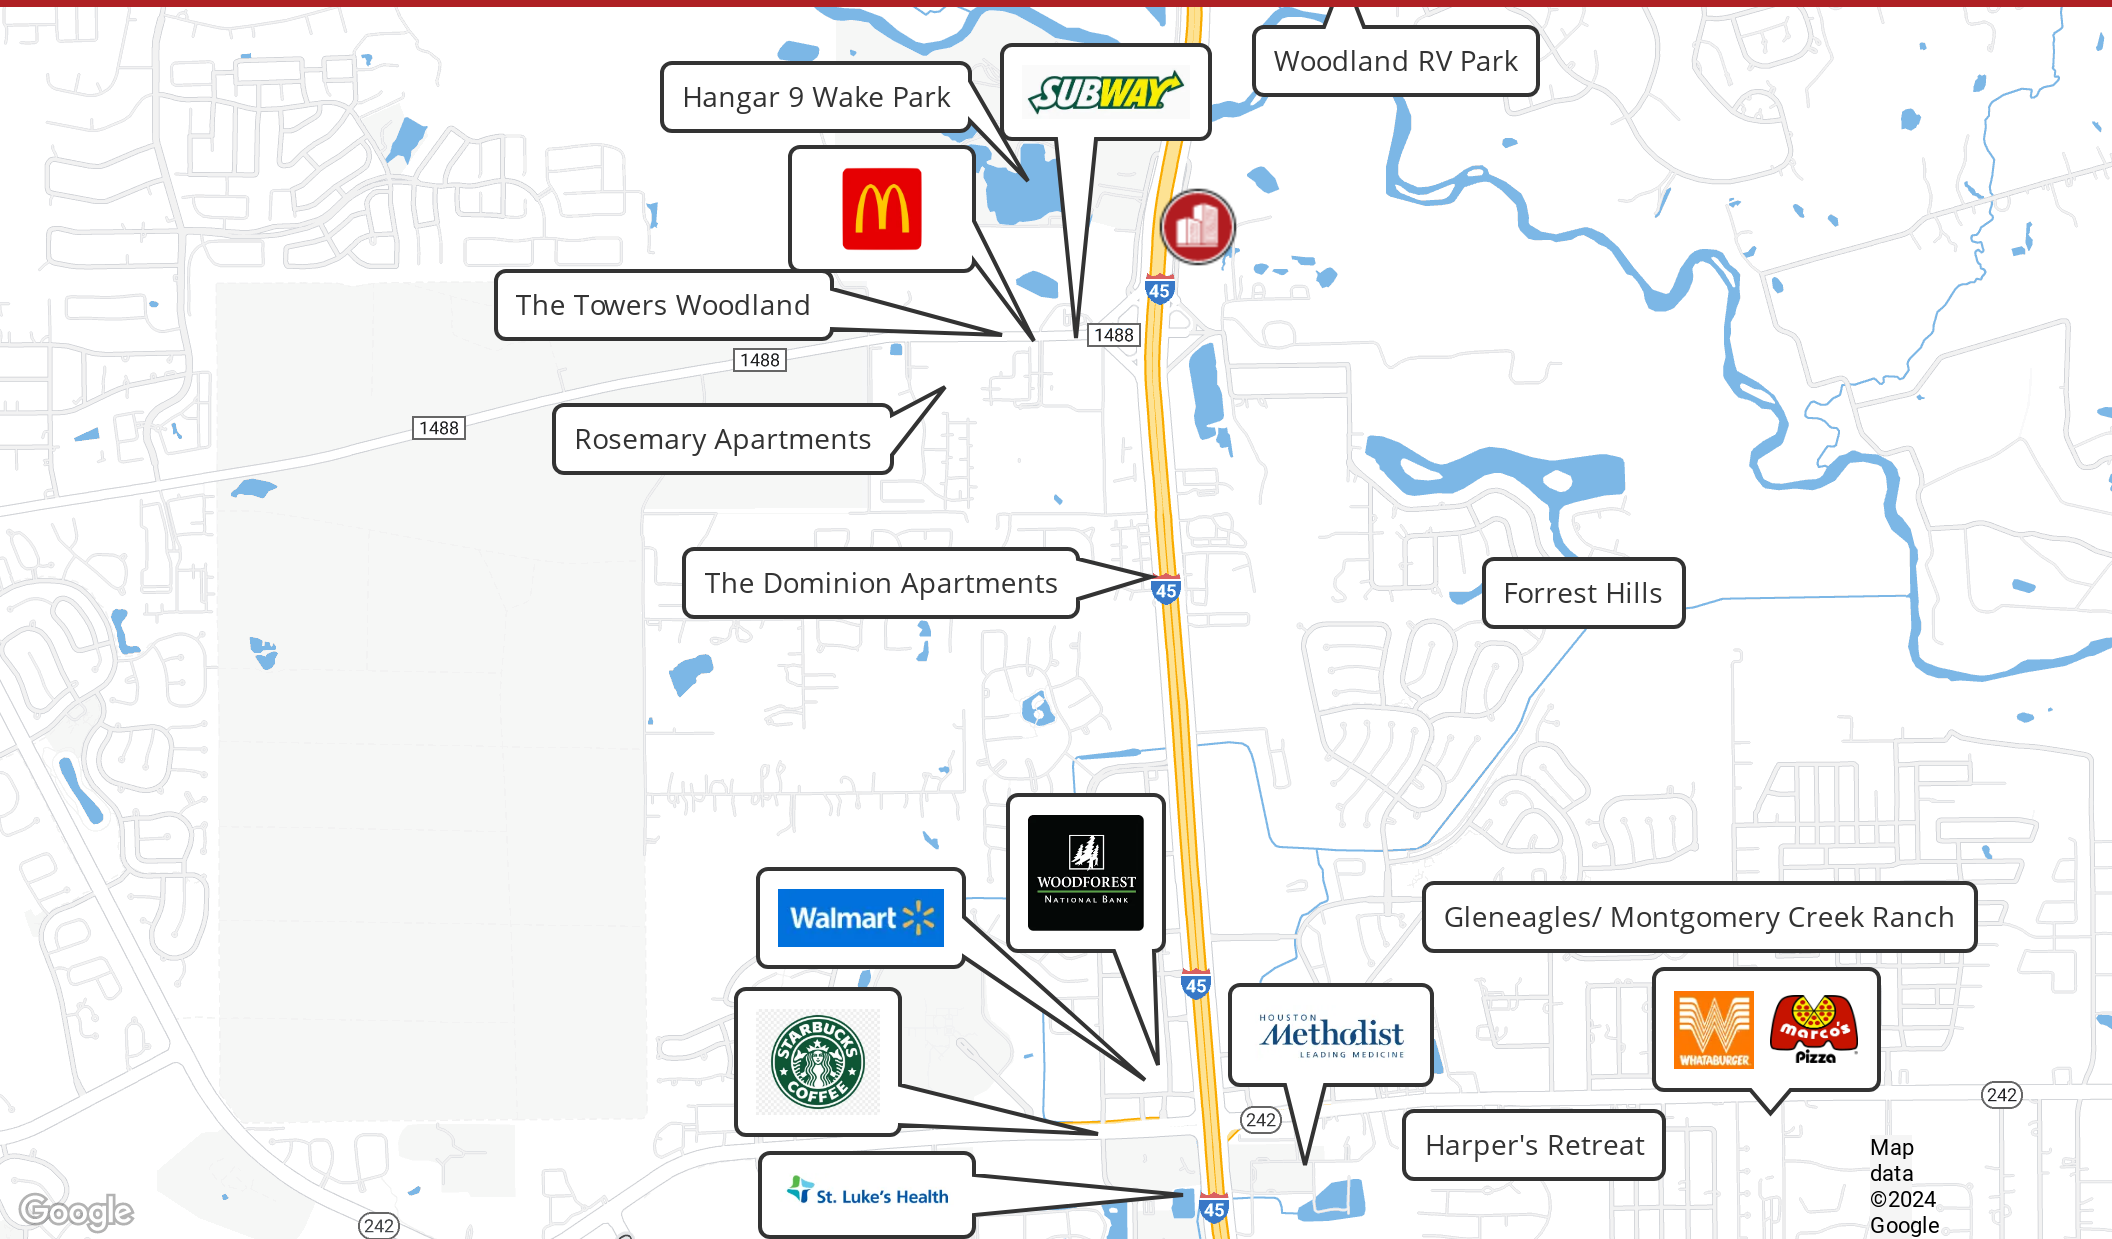 Woodland RV Park
Hangar 9 Wake Park
SUBWAY
45
The Towers Woodland
1488
1488
1488
Rosemary Apartments
The Dominion Apartments
45
Forrest Hills
WOODFOREST
NATIONAL BANK
Walmart
Gleneagles/ Montgomery Creek Ranch
45
HOUSTON
Methodist
LEADING MEDICINE
WHATABURGER
marco's
Pizza
STARBUCKS
COFFEE
242
242
Harper's Retreat
St. Luke's Health
45
242
Google
Map
data
©2024
Google